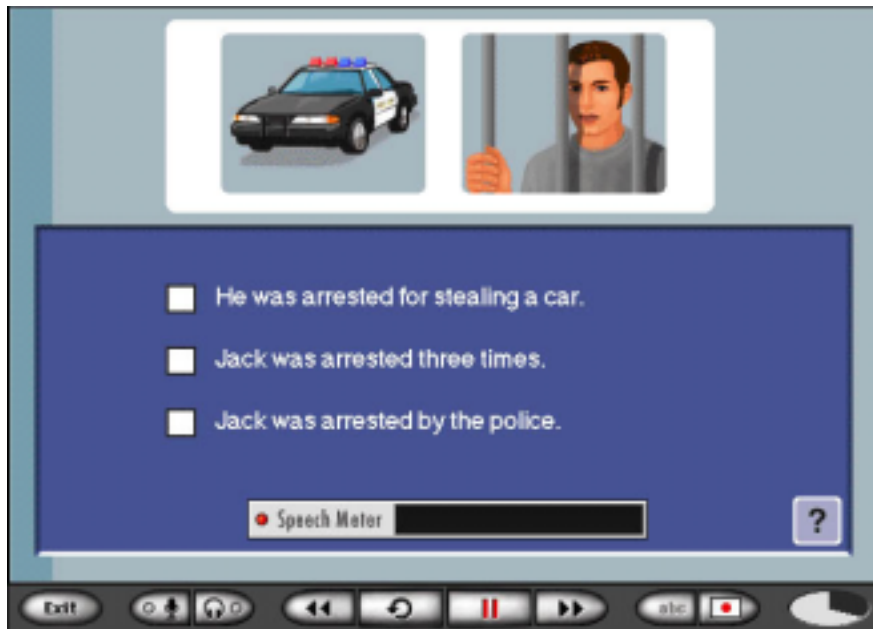 He was arrested for stealing a car.
Jack was arrested three times.
Jack was arrested by the police.
Speech Meter
?
Exit
abc